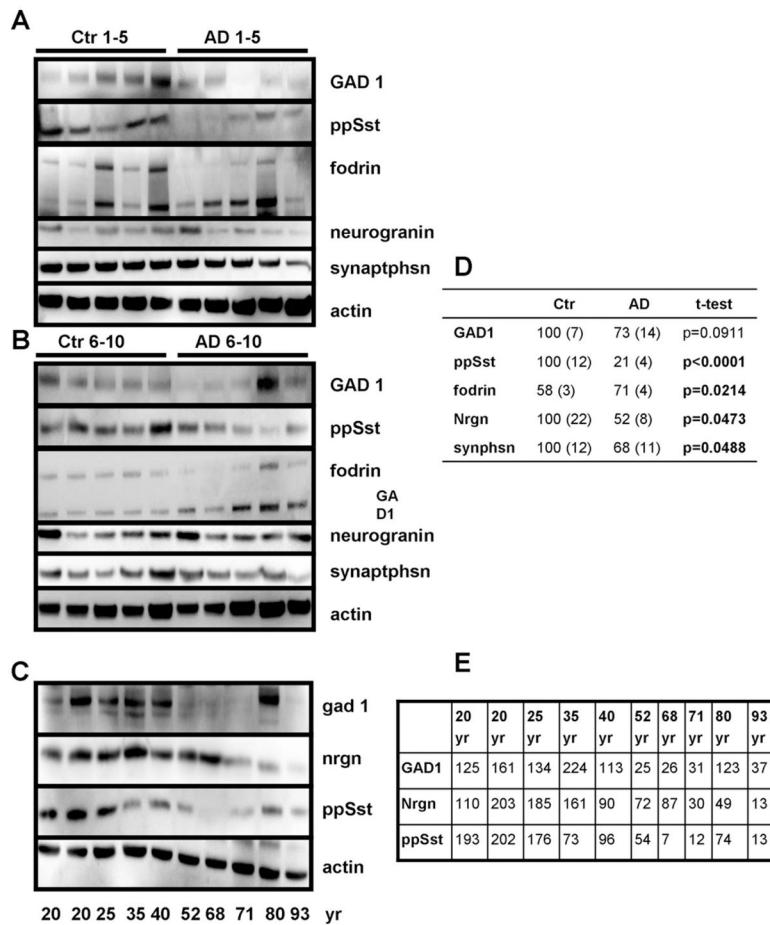 A
Ctr 1-5 AD 1-5
GAD 1
ppSst
fodrin
neurogranin
synaptphsn
actin
B
Ctr 6-10 AD 6-10
GAD 1
ppSst
fodrin
GA
D1
neurogranin
synaptphsn
actin
C
gad 1
nrgn
ppSst
actin
20 20 25 35 40 52 68 71 80 93 yr
D
Ctr AD t-test
GAD1 100 (7) 73 (14) p=0.0911
ppSst 100 (12) 21 (4) p<0.0001
fodrin 58 (3) 71 (4) p=0.0214
Nrgn 100 (22) 52 (8) p=0.0473
synphsn 100 (12) 68 (11) p=0.0488
E
20 20 25 35 40 52 68 71 80 93
yr yr yr yr yr yr yr yr yr yr
GAD1 125 161 134 224 113 25 26 31 123 37
Nrgn 110 203 185 161 90 72 87 30 49 13
ppSst 193 202 176 73 96 54 7 12 74 13